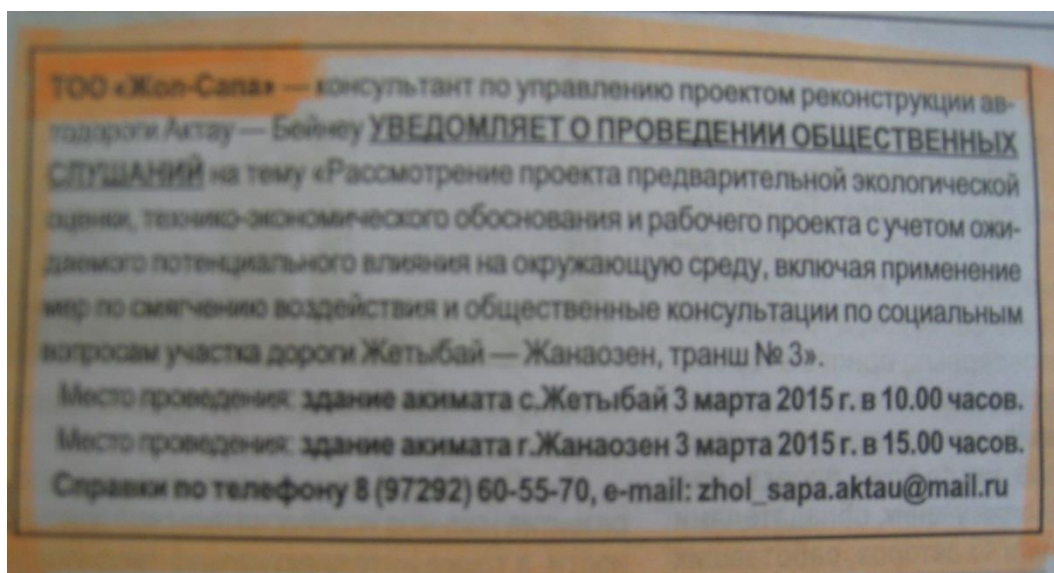 ТОО «Жол-Сапа» — консультант по управлению проектом реконструкции ав-
тодороги Актау — Бейнеу УВЕДОМЛЯЕТ О ПРОВЕДЕНИИ ОБЩЕСТВЕННЫХ
СЛУШАНИЙ на тему «Рассмотрение проекта предварительной экологической
оценки, технико-экономического обоснования и рабочего проекта с учетом ожи-
даемого потенциального влияния на окружающую среду, включая применение
мер по смягчению воздействия и общественные консультации по социальным
вопросам участка дороги Жетыбай — Жанаозен, транш № 3».
Место проведения: здание акимата с.Жетыбай 3 марта 2015 г. в 10.00 часов.
Место проведения: здание акимата г.Жанаозен 3 марта 2015 г. в 15.00 часов.
Справки по телефону 8 (97292) 60-55-70, e-mail: zhol_sapa.aktau@mail.ru